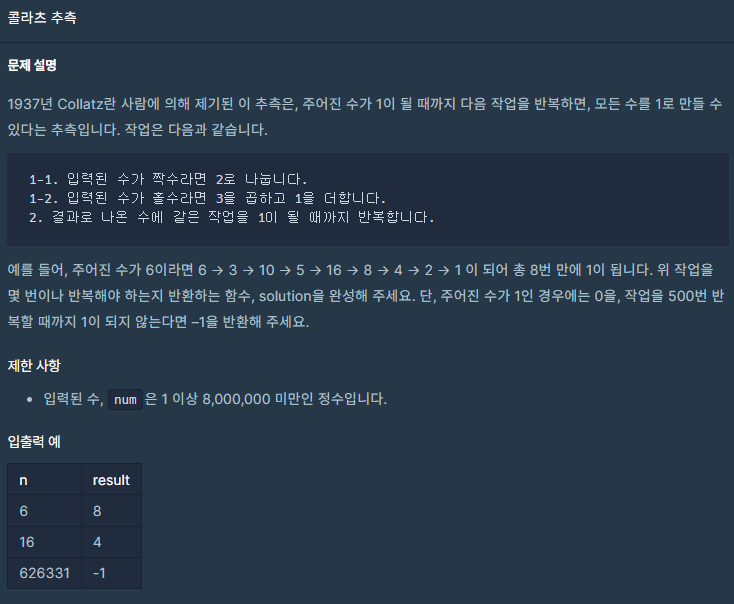 콜라츠 추측
문제 설명
1937년 Collatz란 사람에 의해 제기된 이 추측은, 주어진 수가 1이 될 때까지 다음 작업을 반복하면, 모든 수를 1로 만들 수
있다는 추측입니다. 작업은 다음과 같습니다.
1-1. 입력된 수가 짝수라면 2로 나눕니다.
1-2. 입력된 수가 홀수라면 3을 곱하고 1을 더합니다.
2. 결과로 나온 수에 같은 작업을 1이 될 때까지 반복합니다.
예를 들어, 주어진 수가 6이라면 6 → 3 → 10 → 5 → 16 → 8 → 4 → 2 → 1 이 되어 총 8번 만에 1이 됩니다. 위 작업을
몇 번이나 반복해야 하는지 반환하는 함수, solution을 완성해 주세요. 단, 주어진 수가 1인 경우에는 0을, 작업을 500번 반
복할 때까지 1이 되지 않는다면 –1을 반환해 주세요.
제한 사항
• 입력된 수, num 은 1 이상 8,000,000 미만인 정수입니다.
입출력 예
n result
6 8
16 4
626331 -1